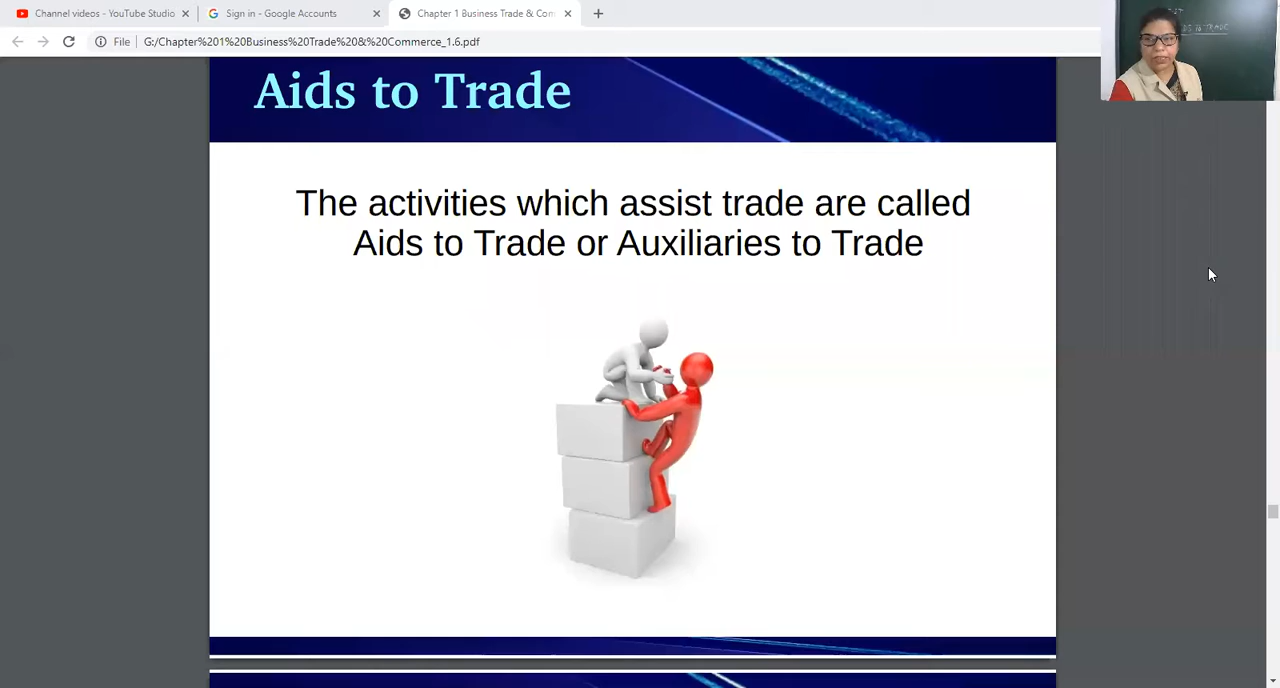 Channel videos - YouTube Studio
Sign in - Google Accounts
Chapter 1 Business Trade & Com
File
G:/Chapter%201%20Business%20Trade%20&%20Commerce_1.6.pdf
TO TRADE
Aids to Trade
The activities which assist trade are called
Aids to Trade or Auxiliaries to Trade